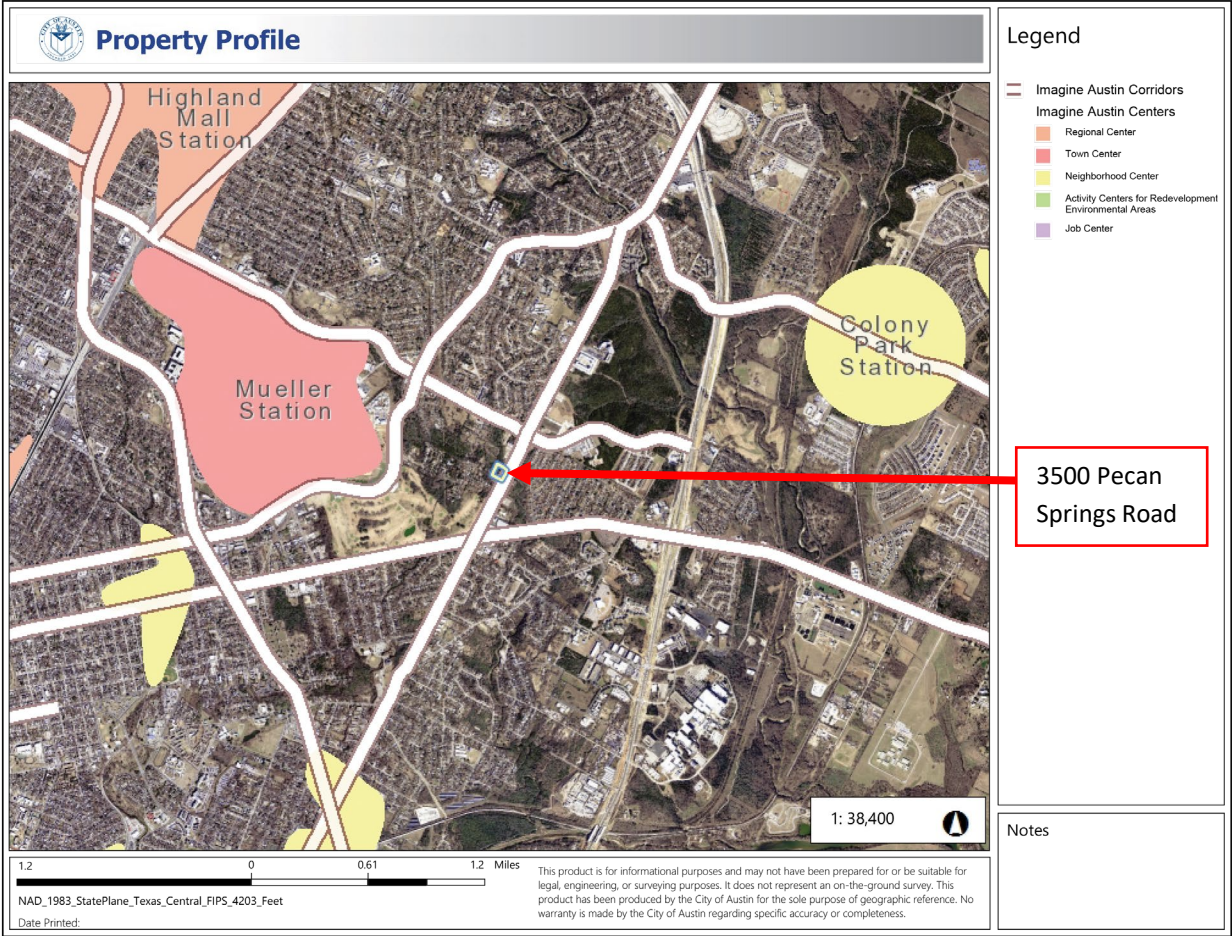 CITY OF AUSTIN
Property Profile
Highland
Mall
Station
Mueller
Station
Colony
Park
Station
1: 38,400
Legend
Imagine Austin Corridors
Imagine Austin Centers
Regional Center
Town Center
Neighborhood Center
Activity Centers for Redevelopment
Environmental Areas
Job Center
3500 Pecan
Springs Road
Notes
1.2 0 0.61 1.2 Miles
NAD_1983_StatePlane_Texas_Central_FIPS_4203_Feet
Date Printed:
This product is for informational purposes and may not have been prepared for or be suitable for
legal, engineering, or surveying purposes. It does not represent an on-the-ground survey. This
product has been produced by the City of Austin for the sole purpose of geographic reference. No
warranty is made by the City of Austin regarding specific accuracy or completeness.